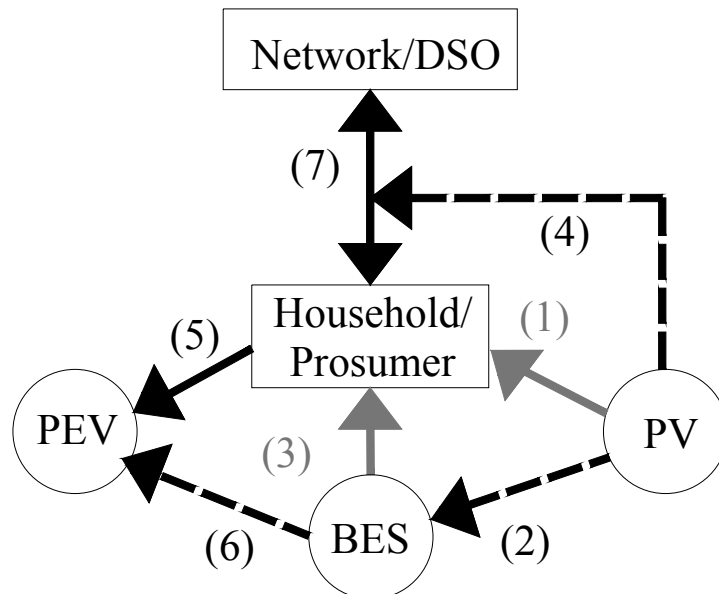 Network/DSO
(7)
(4)
Household/
Prosumer
(1)
(5)
PEV
PV
(3)
BES
(6)
(2)